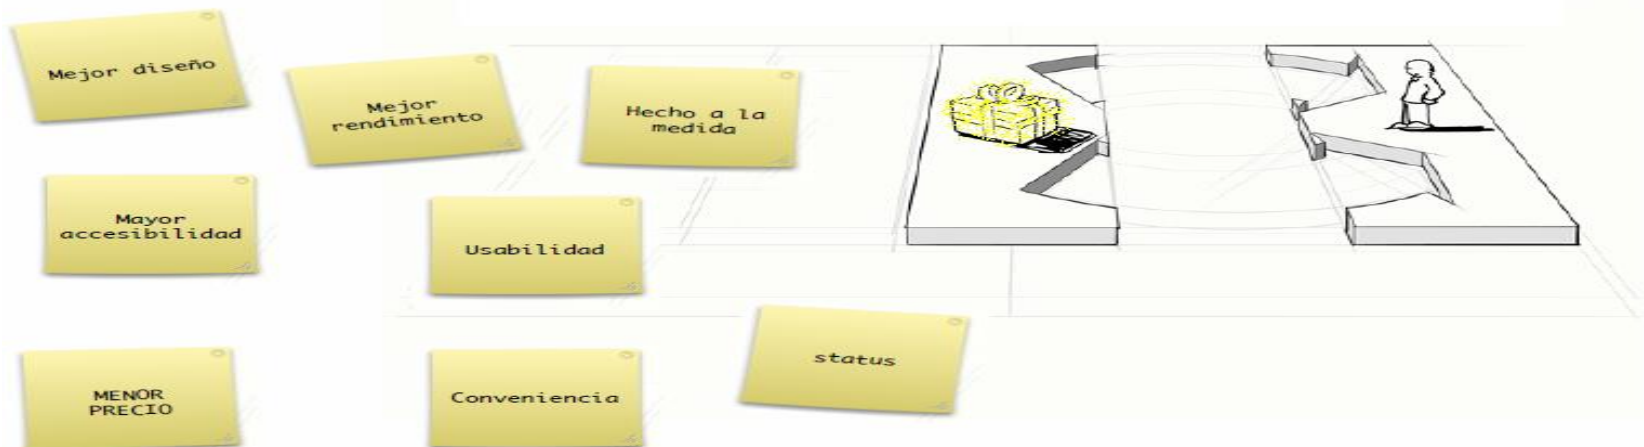 Mejor diseño
Mejor
rendimiento
Hecho a la
medida
Mayor
accesibilidad
Usabilidad
MENOR
PRECIO
Conveniencia
status